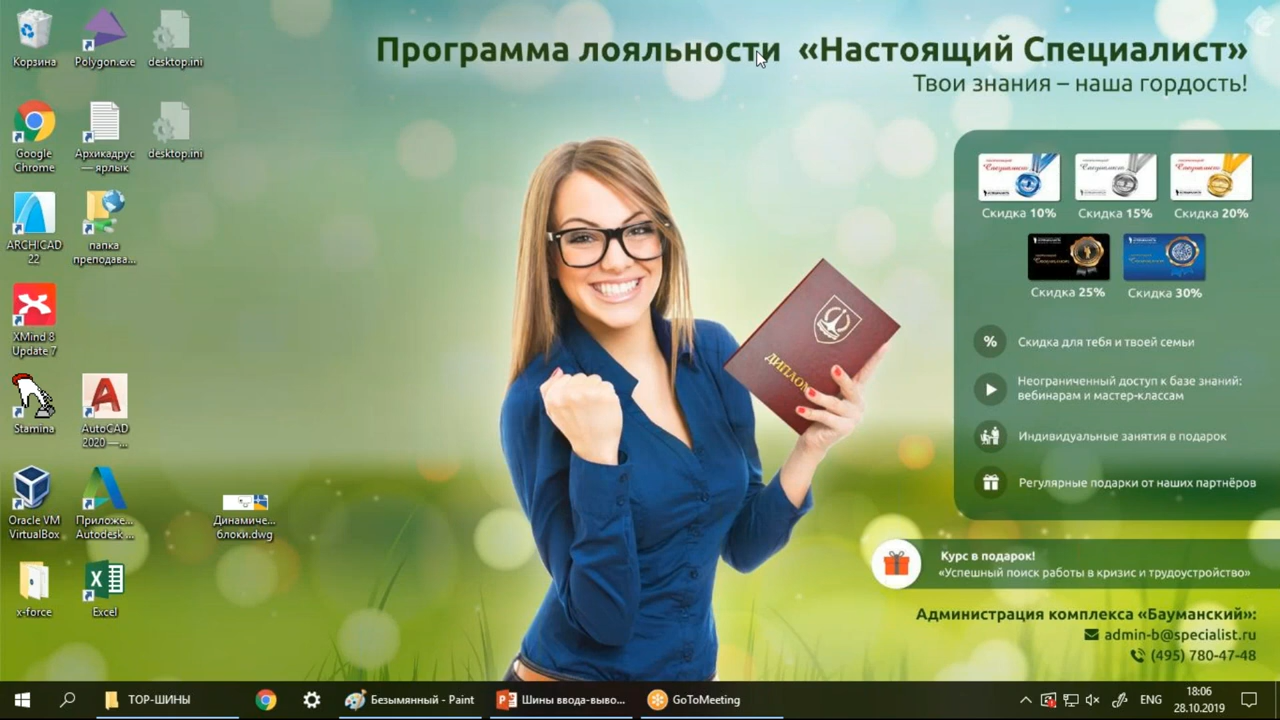 Корзина
Polygon.exe
desktop.ini
Google
Chrome
Архикадрус
— ярлык
desktop.ini
ARCHICAD
22
папка
преподава...
XMind 8
Update 7
Stamina
AutoCAD
2020 —...
Oracle VM
VirtualBox
Приложе...
Autodesk ...
Динамиче...
блоки.dwg
x-force
Excel
Программа лояльности «Настоящий Специалист»
Твои знания – наша гордость!
Скидка 10%
Скидка 15%
Скидка 20%
Скидка 25%
Скидка 30%
ДИПЛОМ
% Скидка для тебя и твоей семьи
Неограниченный доступ к базе знаний:
вебинарам и мастер-классам
Индивидуальные занятия в подарок
Регулярные подарки от наших партнёров
Курс в подарок!
«Успешный поиск работы в кризис и трудоустройство»
Администрация комплекса «Бауманский»:
admin-b@specialist.ru
(495) 780-47-48
TOP-ШИНЫ
Безымянный - Paint
Шины ввода-выво...
GoToMeeting
ENG
18:06
28.10.2019